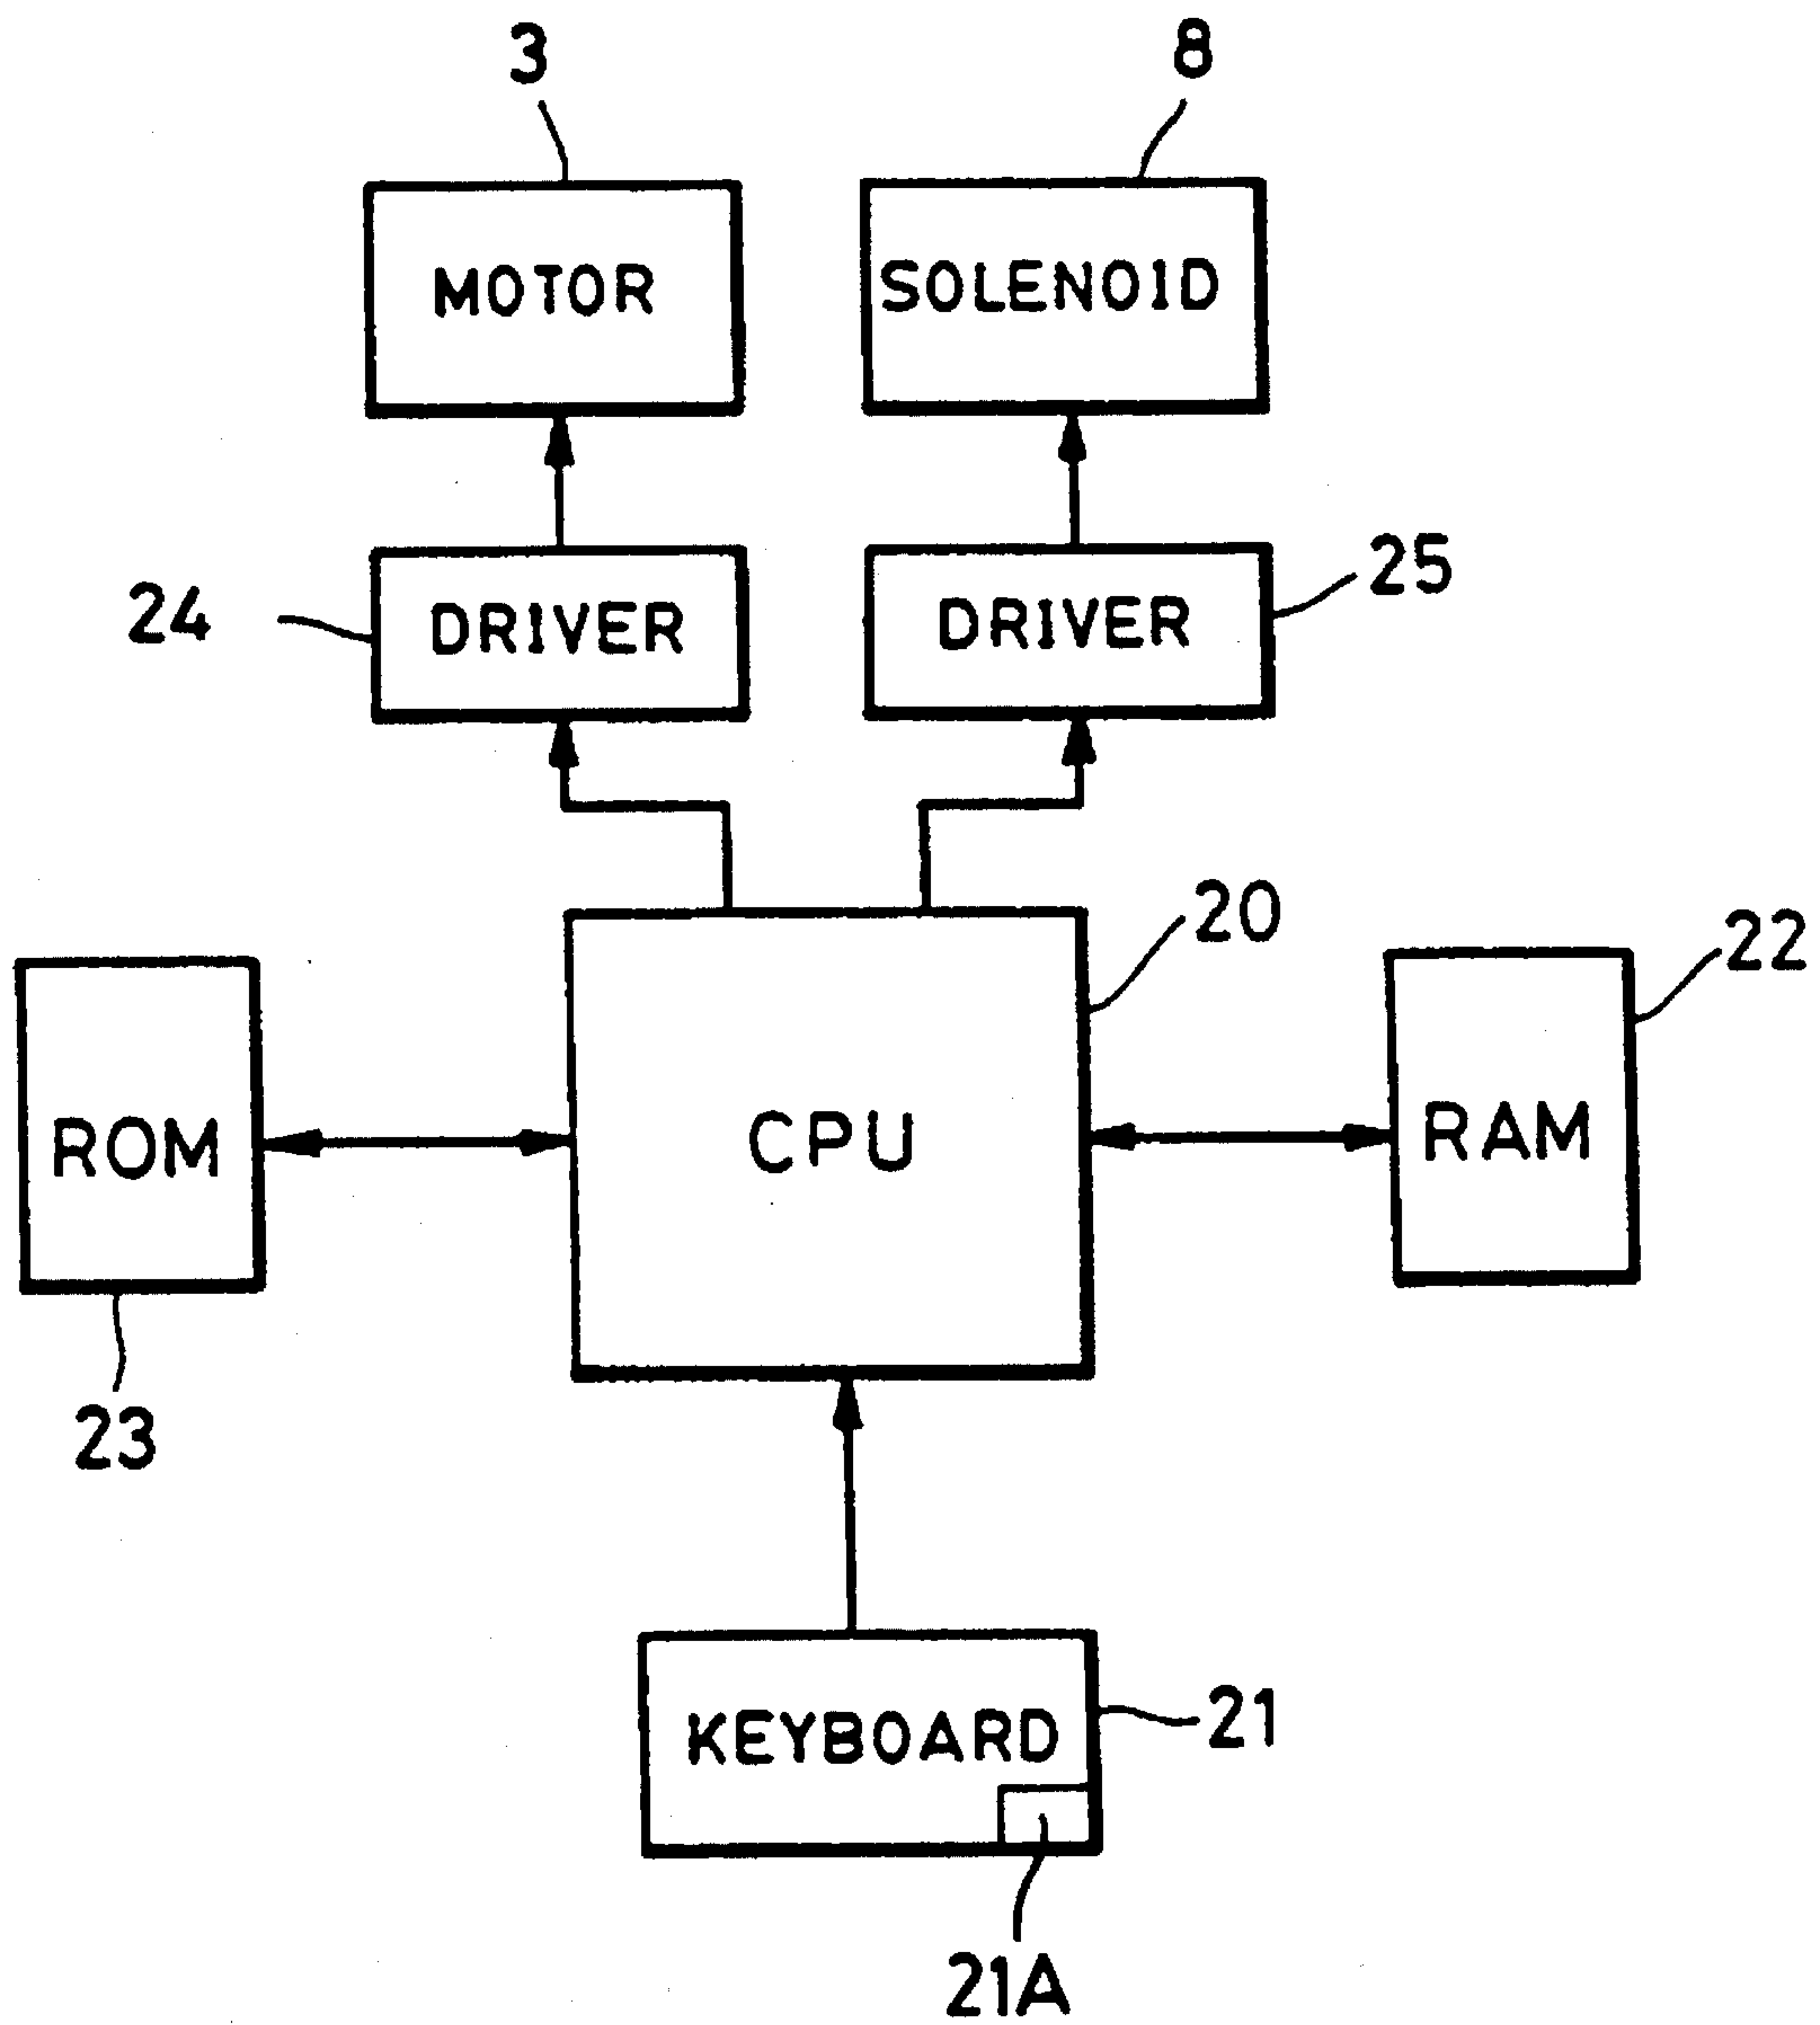 3
8
MOTOR
SOLENOID
24
DRIVER
DRIVER
25
20
22
ROM
CPU
RAM
23
KEYBOARD
21
21A